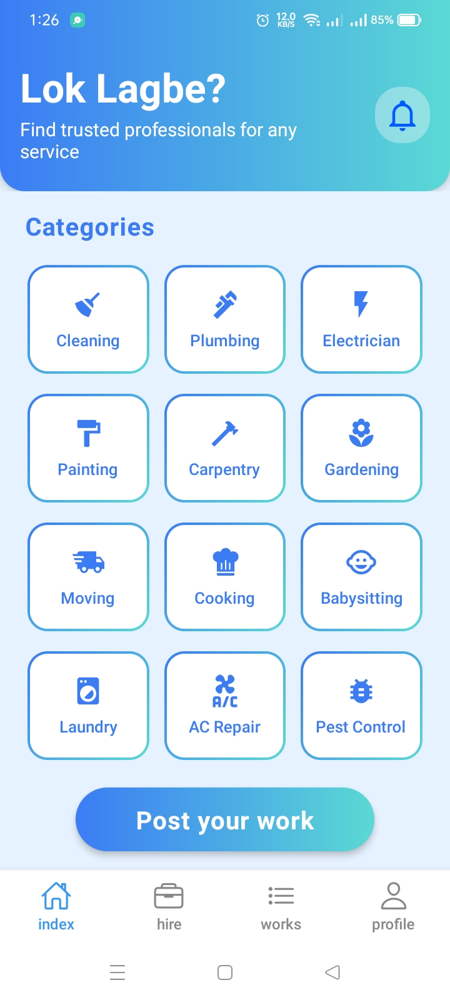 1:26 12.0 KB/S 85%
Lok Lagbe?
Find trusted professionals for any
service
Categories
Cleaning Plumbing Electrician
Painting Carpentry Gardening
Moving Cooking Babysitting
A/C
Laundry AC Repair Pest Control
Post your work
index hire works profile